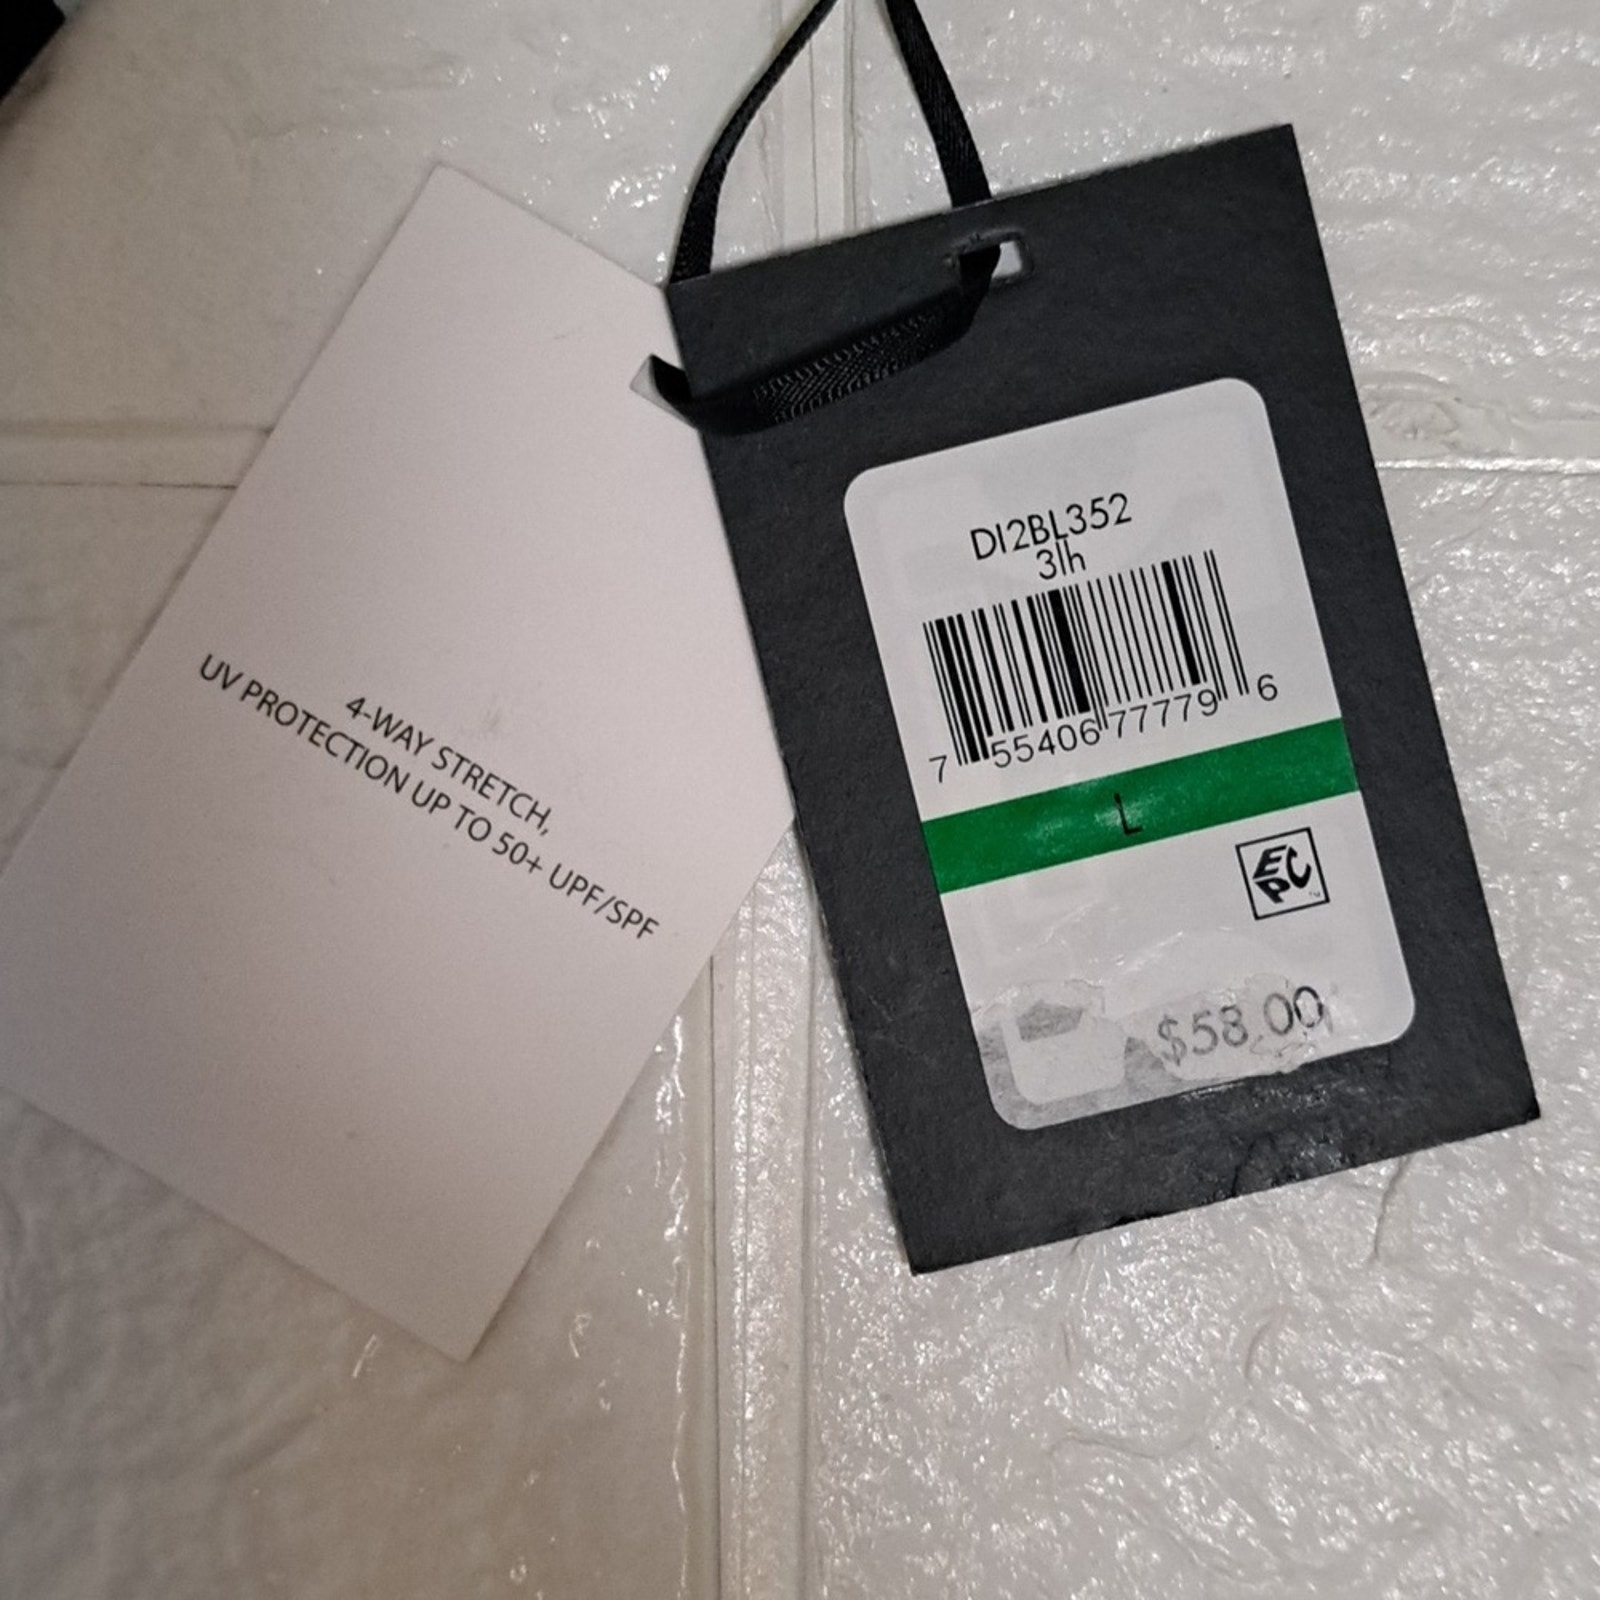 4-WAY STRETCH,
UV PROTECTION UP TO 50+ UPF/SPF
DI2BL352
3lh
7 55406 77779 6
L
EPC
$58.00